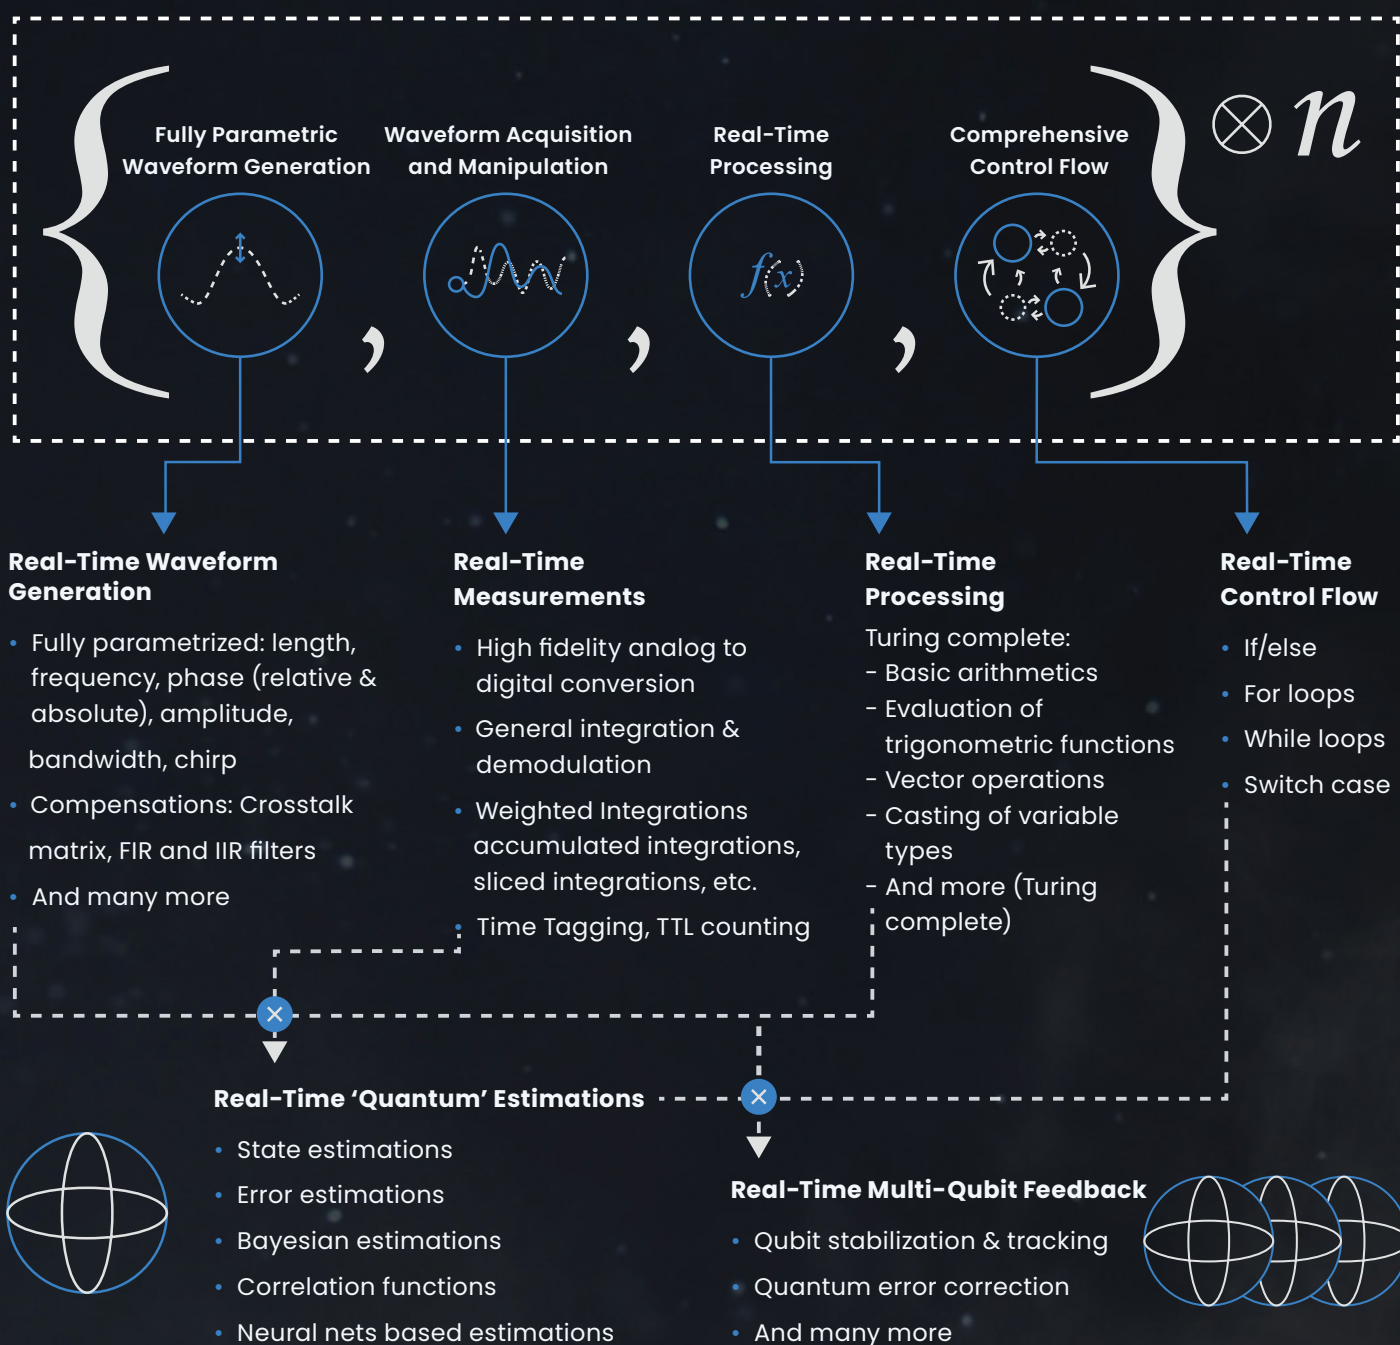 Fully Parametric
Waveform Generation
Waveform Acquisition
and Manipulation
Real-Time
Processing
Comprehensive
Control Flow
{ , , , } ⊗ n
f(x)
Real-Time Waveform
Generation
• Fully parametrized: length,
frequency, phase (relative &
absolute), amplitude,
bandwidth, chirp
• Compensations: Crosstalk
matrix, FIR and IIR filters
• And many more
Real-Time
Measurements
• High fidelity analog to
digital conversion
• General integration &
demodulation
• Weighted Integrations
accumulated integrations,
sliced integrations, etc.
• Time Tagging, TTL counting
Real-Time
Processing
Turing complete:
- Basic arithmetics
- Evaluation of
trigonometric functions
- Vector operations
- Casting of variable
types
- And more (Turing
complete)
Real-Time
Control Flow
• If/else
• For loops
• While loops
• Switch case
Real-Time ‘Quantum’ Estimations
• State estimations
• Error estimations
• Bayesian estimations
• Correlation functions
• Neural nets based estimations
Real-Time Multi-Qubit Feedback
• Qubit stabilization & tracking
• Quantum error correction
• And many more